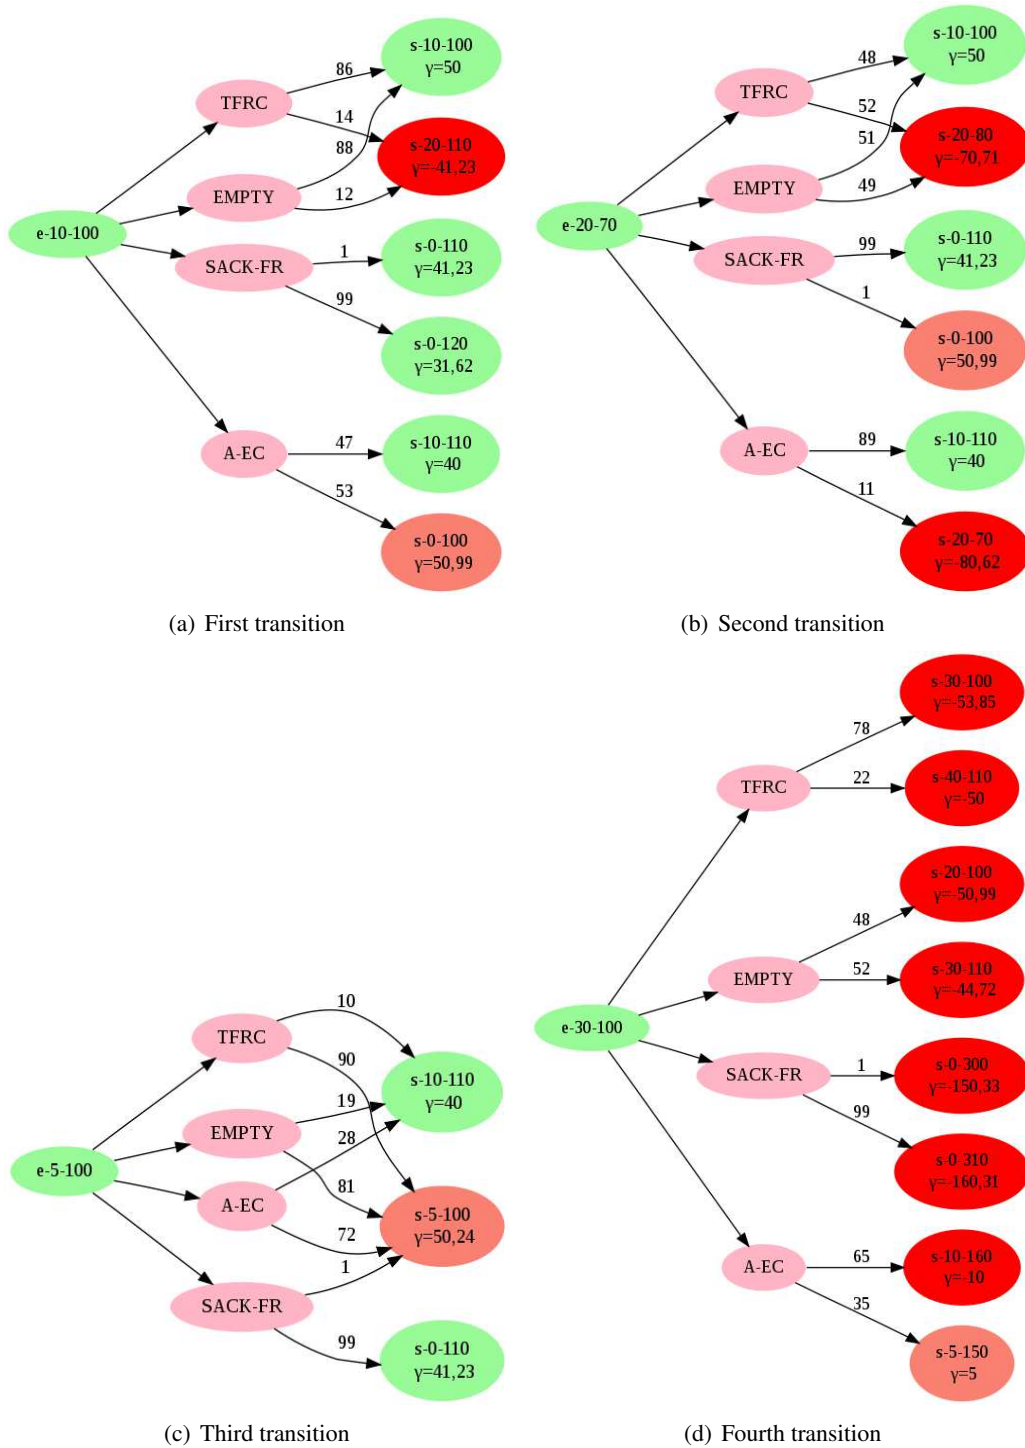 s-10-100
γ=50
86
TFRC
14
88
s-20-110
γ=-41,23
EMPTY
12
e-10-100
SACK-FR
1
s-0-110
γ=41,23
99
s-0-120
γ=31,62
A-EC
47
s-10-110
γ=40
53
s-0-100
γ=50,99
(a) First transition
s-10-100
γ=50
48
TFRC
52
51
s-20-80
γ=-70,71
EMPTY
49
e-20-70
SACK-FR
99
s-0-110
γ=41,23
1
s-0-100
γ=50,99
A-EC
89
s-10-110
γ=40
11
s-20-70
γ=-80,62
(b) Second transition
10
TFRC
90
s-10-110
γ=40
EMPTY
19
28
e-5-100
81
A-EC
72
s-5-100
γ=50,24
1
SACK-FR
99
s-0-110
γ=41,23
(c) Third transition
s-30-100
γ=-53,85
78
TFRC
22
s-40-110
γ=-50
s-20-100
γ=-50,99
48
EMPTY
52
s-30-110
γ=-44,72
e-30-100
SACK-FR
1
s-0-300
γ=-150,33
99
s-0-310
γ=-160,31
A-EC
65
s-10-160
γ=-10
35
s-5-150
γ=5
(d) Fourth transition